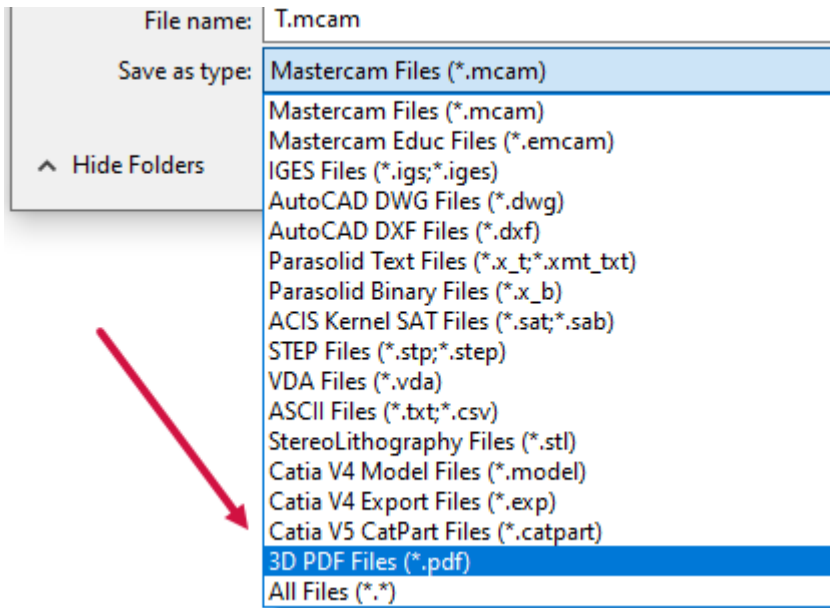 File name: T.mcam
Save as type: Mastercam Files (*.mcam)
Mastercam Files (*.mcam)
Mastercam Educ Files (*.emcam)
Hide Folders
IGES Files (*.igs;*.iges)
AutoCAD DWG Files (*.dwg)
AutoCAD DXF Files (*.dxf)
Parasolid Text Files (*.x_t;*.xmt_txt)
Parasolid Binary Files (*.x_b)
ACIS Kernel SAT Files (*.sat;*.sab)
STEP Files (*.stp;*.step)
VDA Files (*.vda)
ASCII Files (*.txt;*.csv)
StereoLithography Files (*.stl)
Catia V4 Model Files (*.model)
Catia V4 Export Files (*.exp)
Catia V5 CatPart Files (*.catpart)
3D PDF Files (*.pdf)
All Files (*.*)